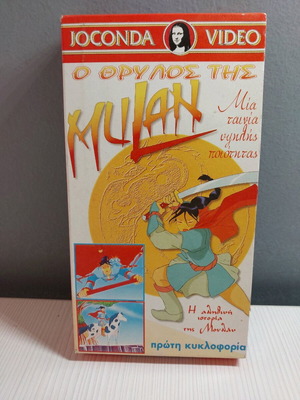 JOCONDA VIDEO
Ο ΘΡΥΛΟΣ ΤΗΣ
MULAN
Μία
ταινία
υψηλής
ποιότητας
Η αληθινή
ιστορία
της Μουλάν
πρώτη κυκλοφορία